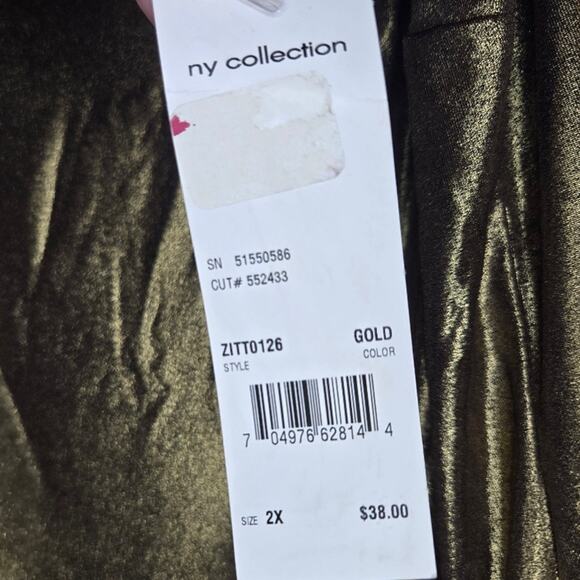 ny collection
SN 51550586
CUT# 552433
ZITT0126 GOLD
STYLE COLOR
7 04976 62814 4
SIZE 2X $38.00